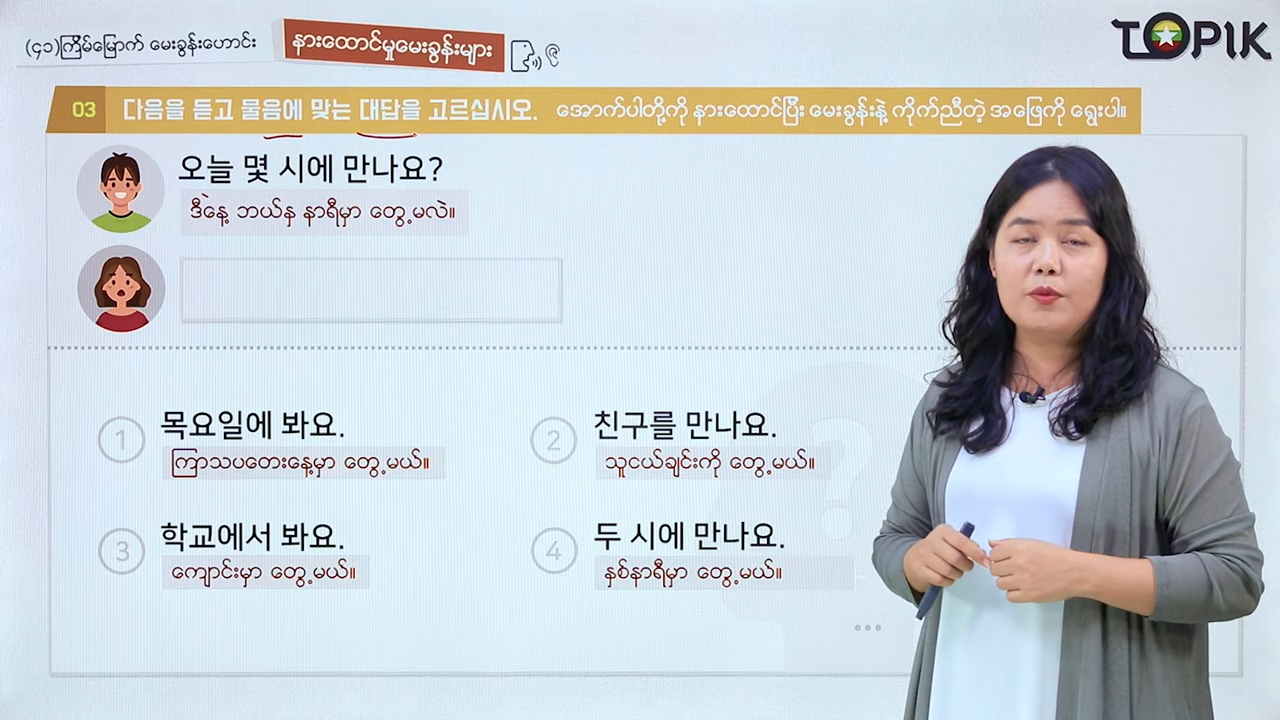 (၄၁)ကြိမ်မြောက် မေးခွန်းဟောင်း
နားထောင်မှုမေးခွန်းများ
TOPIK
03 다음을 듣고 물음에 맞는 대답을 고르십시오. အောက်ပါတို့ကို နားထောင်ပြီး မေးခွန်းနဲ့ ကိုက်ညီတဲ့ အဖြေကို ရွေးပါ။
오늘 몇 시에 만나요?
ဒီနေ့ ဘယ်နှ နာရီမှာ တွေ့မလဲ။
1 목요일에 봐요.
ကြာသပတေးနေ့မှာ တွေ့မယ်။
2 친구를 만나요.
သူငယ်ချင်းကို တွေ့မယ်။
3 학교에서 봐요.
ကျောင်းမှာ တွေ့မယ်။
4 두 시에 만나요.
နှစ်နာရီမှာ တွေ့မယ်။